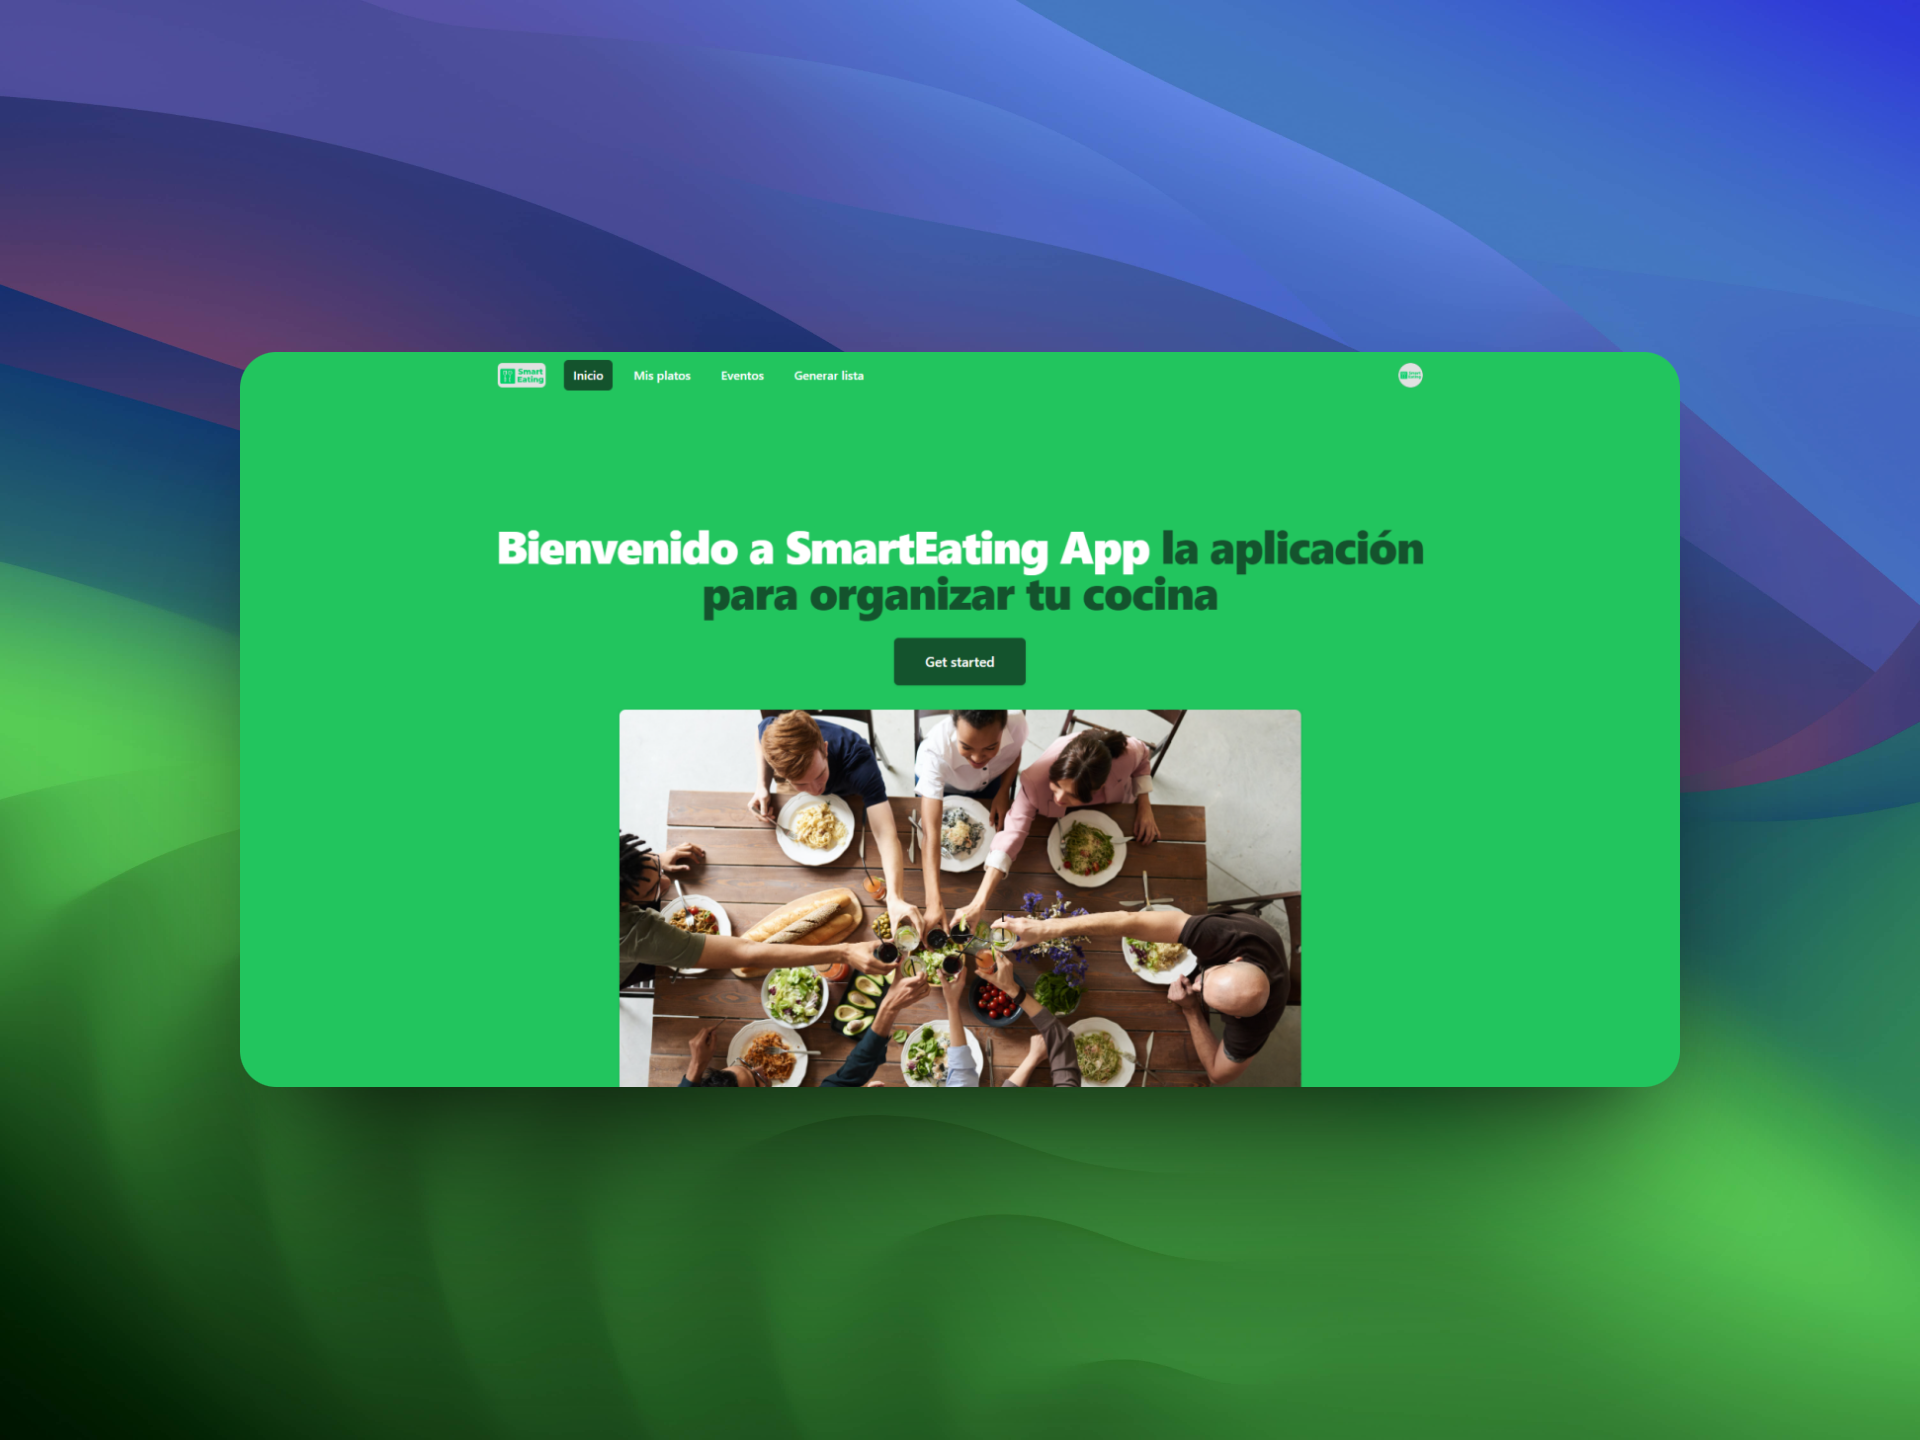 Smart
Eating
Inicio
Mis platos
Eventos
Generar lista
Bienvenido a SmartEating App la aplicación
para organizar tu cocina
Get started